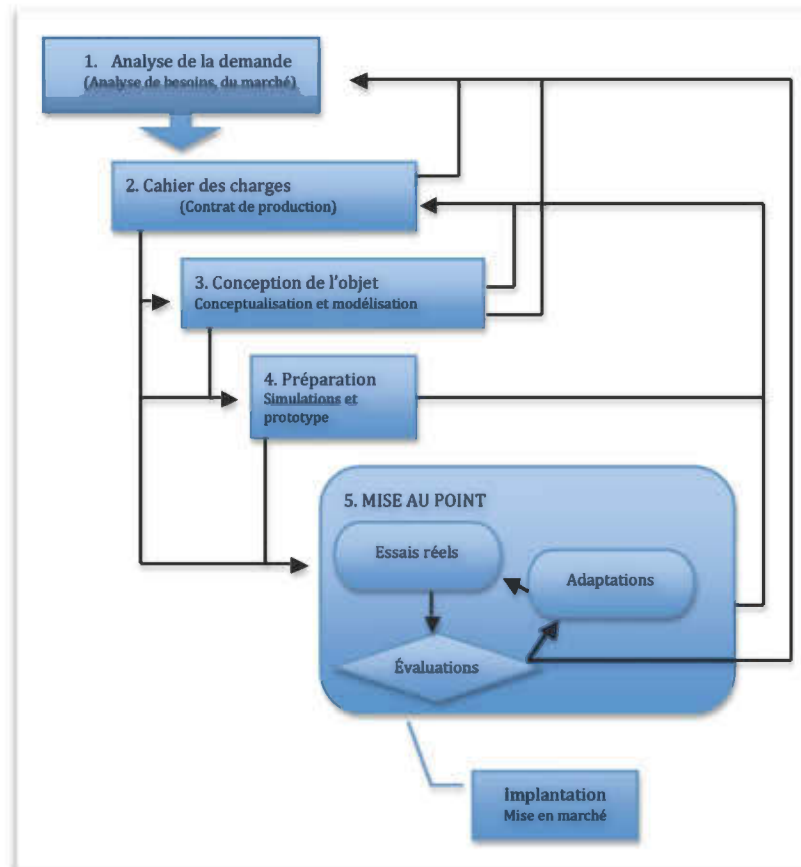 1. Analyse de la demande
(Analyse de besoins, du marché)
2. Cahier des charges
(Contrat de production)
3. Conception de l'objet
Conceptualisation et modélisation
4. Préparation
Simulations et
prototype
5. MISE AU POINT
Essais réels
Adaptations
Évaluations
Implantation
Mise en marché